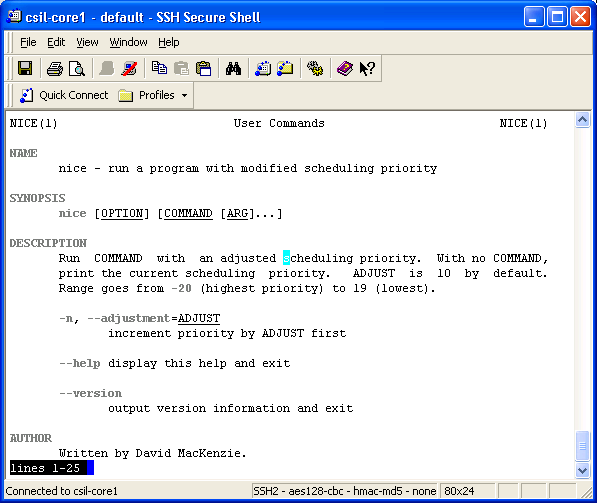 csil-core1 - default - SSH Secure Shell
File Edit View Window Help
Quick Connect Profiles
NICE(1) User Commands NICE(1)
NAME
nice - run a program with modified scheduling priority
SYNOPSIS
nice [OPTION] [COMMAND [ARG]...]
DESCRIPTION
Run COMMAND with an adjusted scheduling priority. With no COMMAND,
print the current scheduling priority. ADJUST is 10 by default.
Range goes from -20 (highest priority) to 19 (lowest).
-n, --adjustment=ADJUST
increment priority by ADJUST first
--help display this help and exit
--version
output version information and exit
AUTHOR
Written by David MacKenzie.
lines 1-25
Connected to csil-core1 SSH2 - aes128-cbc - hmac-md5 - none 80x24